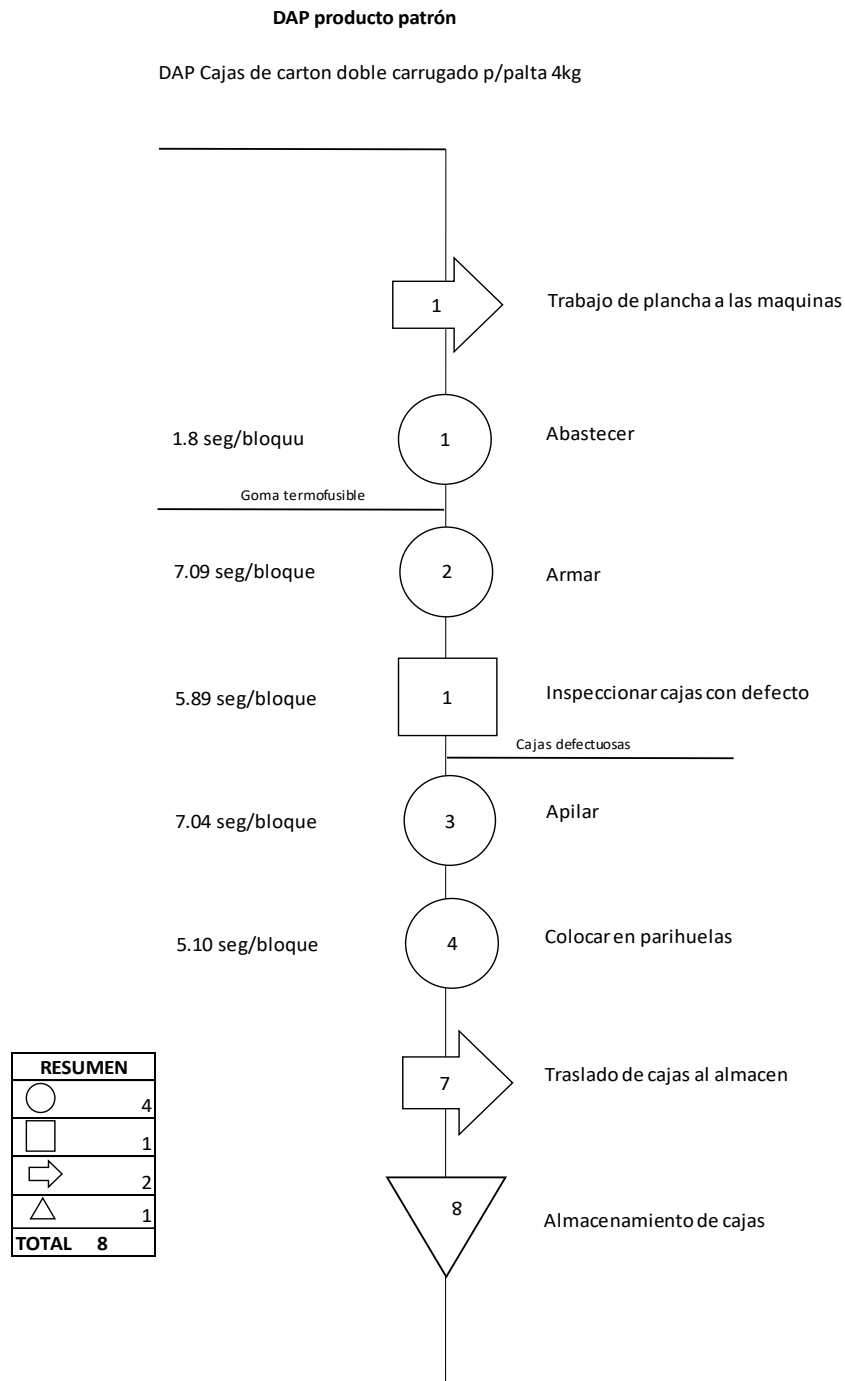 DAP producto patrón
DAP Cajas de carton doble carrugado p/palta 4kg
1
Trabajo de plancha a las maquinas
1.8 seg/bloquu
1
Abastecer
Goma termofusible
7.09 seg/bloque
2
Armar
5.89 seg/bloque
1
Inspeccionar cajas con defecto
Cajas defectuosas
7.04 seg/bloque
3
Apilar
5.10 seg/bloque
4
Colocar en parihuelas
7
Traslado de cajas al almacen
8
Almacenamiento de cajas
RESUMEN
4
1
2
1
TOTAL 8